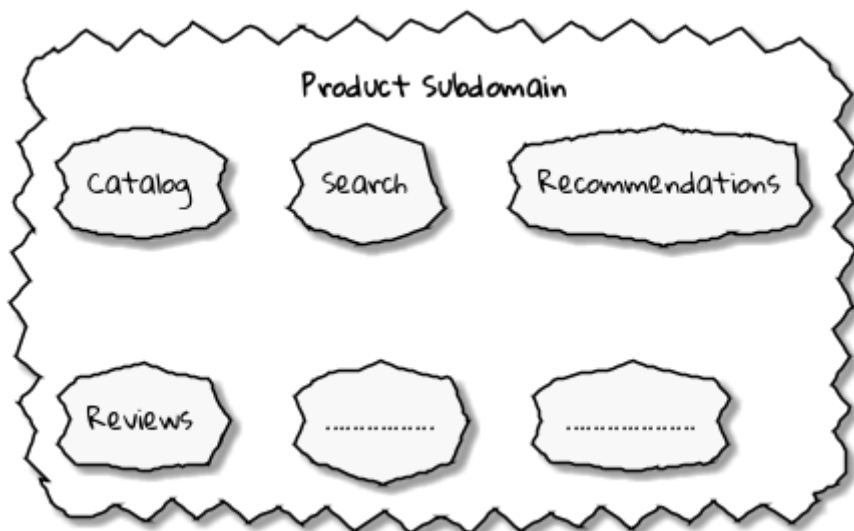 Product Subdomain
Catalog
Search
Recommendations
Reviews
..............
.................